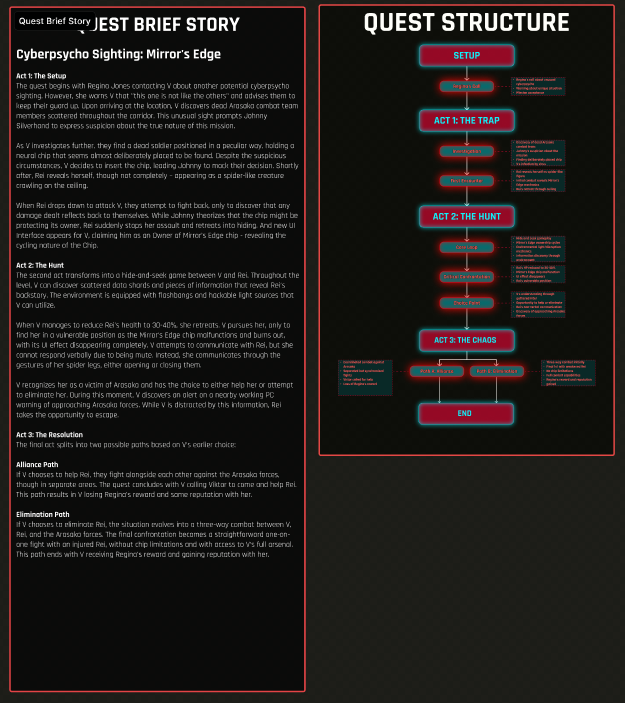 Quest Brief Story
QUEST BRIEF STORY
Cyberpsycho Sighting: Mirror's Edge
Act 1: The Setup
The quest begins with Regina Jones contacting V about another potential cyberpsycho
sighting. However, she warns V that "this one is not like the others" and advises them to
keep their guard up. Upon arriving at the location, V discovers dead Arasaka combat team
members scattered throughout the corridor. This unusual sight prompts Johnny
Silverhand to express suspicion about the true nature of this mission.
As V investigates further, they find a dead soldier positioned in a peculiar way, holding a
neural chip that seems almost deliberately placed to be found. Despite the suspicious
circumstances, V decides to insert the chip, leading Johnny to mock their decision. Shortly
after, Rei reveals herself, though not completely - appearing as a spider-like creature
crawling on the ceiling.
When Rei drops down to attack V, they attempt to fight back, only to discover that any
damage dealt reflects back to themselves. While Johnny theorizes that the chip might be
protecting its owner, Rei suddenly stops her assault and retreats into hiding. And new UI
Interface appears for V, claiming him as an Owner of Mirror's Edge chip - revealing the
cycling nature of the Chip.
Act 2: The Hunt
The second act transforms into a hide-and-seek game between V and Rei. Throughout the
level, V can discover scattered data shards and pieces of information that reveal Rei's
backstory. The environment is equipped with flashbangs and hackable light sources that
V can utilize.
When V manages to reduce Rei's health to 30-40%, she retreats. V pursues her, only to
find her in a vulnerable position as the Mirror's Edge chip malfunctions and burns out,
with its UI effect disappearing completely. V attempts to communicate with Rei, but she
cannot respond verbally due to being mute. Instead, she communicates through the
gestures of her spider legs, either opening or closing them.
V recognizes her as a victim of Arasaka and has the choice to either help her or attempt
to eliminate her. During this moment, V discovers an alert on a nearby working PC
warning of approaching Arasaka forces. While V is distracted by this information, Rei
takes the opportunity to escape.
Act 3: The Resolution
The final act splits into two possible paths based on V's earlier choice:
Alliance Path
If V chooses to help Rei, they fight alongside each other against the Arasaka forces,
though in separate areas. The quest concludes with V calling Viktor to come and help Rei.
This path results in V losing Regina's reward and some reputation with her.
Elimination Path
If V chooses to eliminate Rei, the situation evolves into a three-way combat between V,
Rei, and the Arasaka forces. The final confrontation becomes a straightforward one-on-
one fight with an injured Rei, without chip limitations and with access to V's full arsenal.
This path ends with V receiving Regina's reward and gaining reputation with her.
QUEST STRUCTURE
SETUP
ACT 1: THE TRAP
ACT 2: THE HUNT
ACT 3: THE CHAOS
END